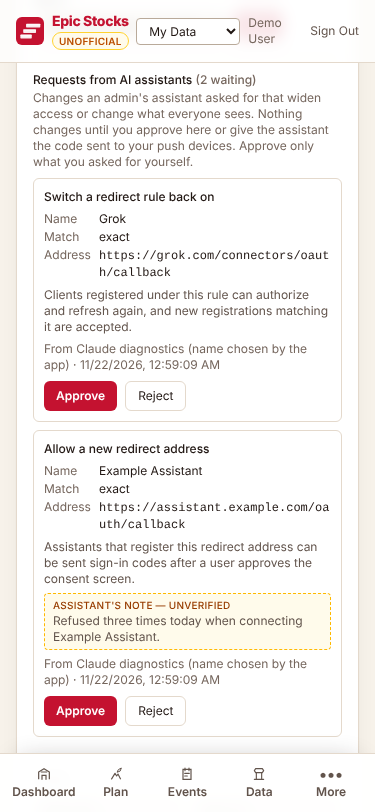 Epic Stocks
UNOFFICIAL
My Data
Demo
User
Sign Out
Requests from AI assistants (2 waiting)
Changes an admin's assistant asked for that widen
access or change what everyone sees. Nothing
changes until you approve here or give the assistant
the code sent to your push devices. Approve only
what you asked for yourself.
Switch a redirect rule back on
Name Grok
Match exact
Address https://grok.com/connectors/oaut
h/callback
Clients registered under this rule can authorize
and refresh again, and new registrations matching
it are accepted.
From Claude diagnostics (name chosen by the
app) · 11/22/2026, 12:59:09 AM
Approve Reject
Allow a new redirect address
Name Example Assistant
Match exact
Address https://assistant.example.com/oa
uth/callback
Assistants that register this redirect address can
be sent sign-in codes after a user approves the
consent screen.
ASSISTANT'S NOTE — UNVERIFIED
Refused three times today when connecting
Example Assistant.
From Claude diagnostics (name chosen by the
app) · 11/22/2026, 12:59:09 AM
Approve Reject
Dashboard Plan Events Data More